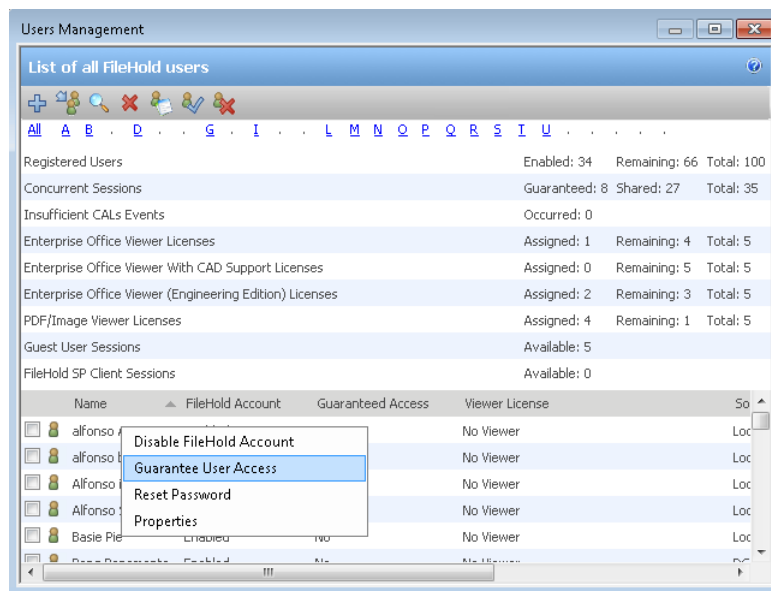 Users Management
List of all FileHold users
All A B . D . . G . I . . L M N O P Q R S T U . . . . .
Registered Users Enabled: 34 Remaining: 66 Total: 100
Concurrent Sessions Guaranteed: 8 Shared: 27 Total: 35
Insufficient CALs Events Occurred: 0
Enterprise Office Viewer Licenses Assigned: 1 Remaining: 4 Total: 5
Enterprise Office Viewer With CAD Support Licenses Assigned: 0 Remaining: 5 Total: 5
Enterprise Office Viewer (Engineering Edition) Licenses Assigned: 2 Remaining: 3 Total: 5
PDF/Image Viewer Licenses Assigned: 4 Remaining: 1 Total: 5
Guest User Sessions Available: 5
FileHold SP Client Sessions Available: 0
Name FileHold Account Guaranteed Access Viewer License So
alfonso No Viewer Loc
alfonso No Viewer Loc
Alfonso No Viewer Loc
Alfonso No Viewer Loc
Disable FileHold Account
Guarantee User Access
Reset Password
Properties
Basie Pie Enabled No No Viewer Loc